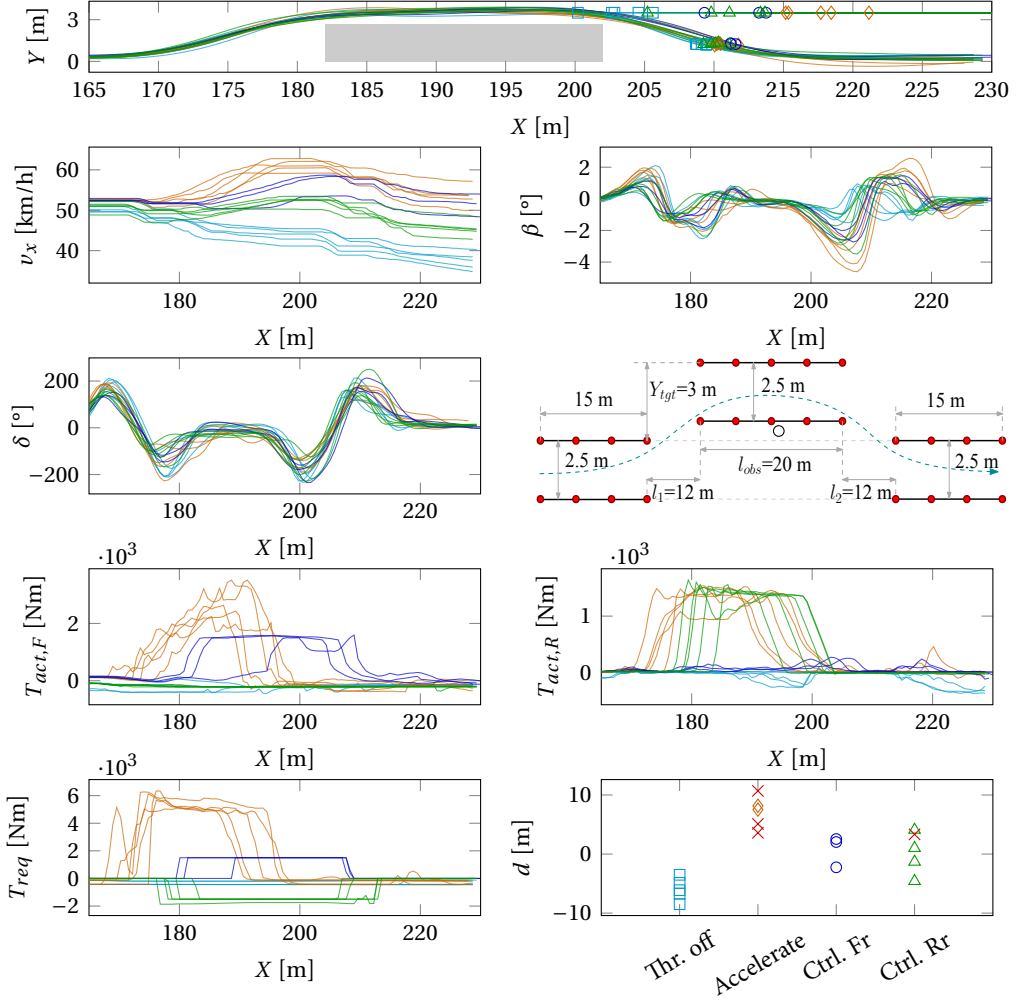 Y [m]
3
0
165 170 175 180 185 190 195 200 205 210 215 220 225 230
X [m]
v_x [km/h]
60
50
40
180 200 220
X [m]
β [°]
2
0
−2
−4
180 200 220
X [m]
δ [°]
200
0
−200
180 200 220
X [m]
Y_tgt=3 m
2.5 m
15 m
15 m
2.5 m
l_obs=20 m
2.5 m
l_1=12 m
l_2=12 m
·10^3
T_act,F [Nm]
2
0
180 200 220
X [m]
·10^3
T_act,R [Nm]
1
0
180 200 220
X [m]
·10^3
T_req [Nm]
6
4
2
0
−2
180 200 220
X [m]
d [m]
10
0
−10
Thr. off
Accelerate
Ctrl. Fr
Ctrl. Rr